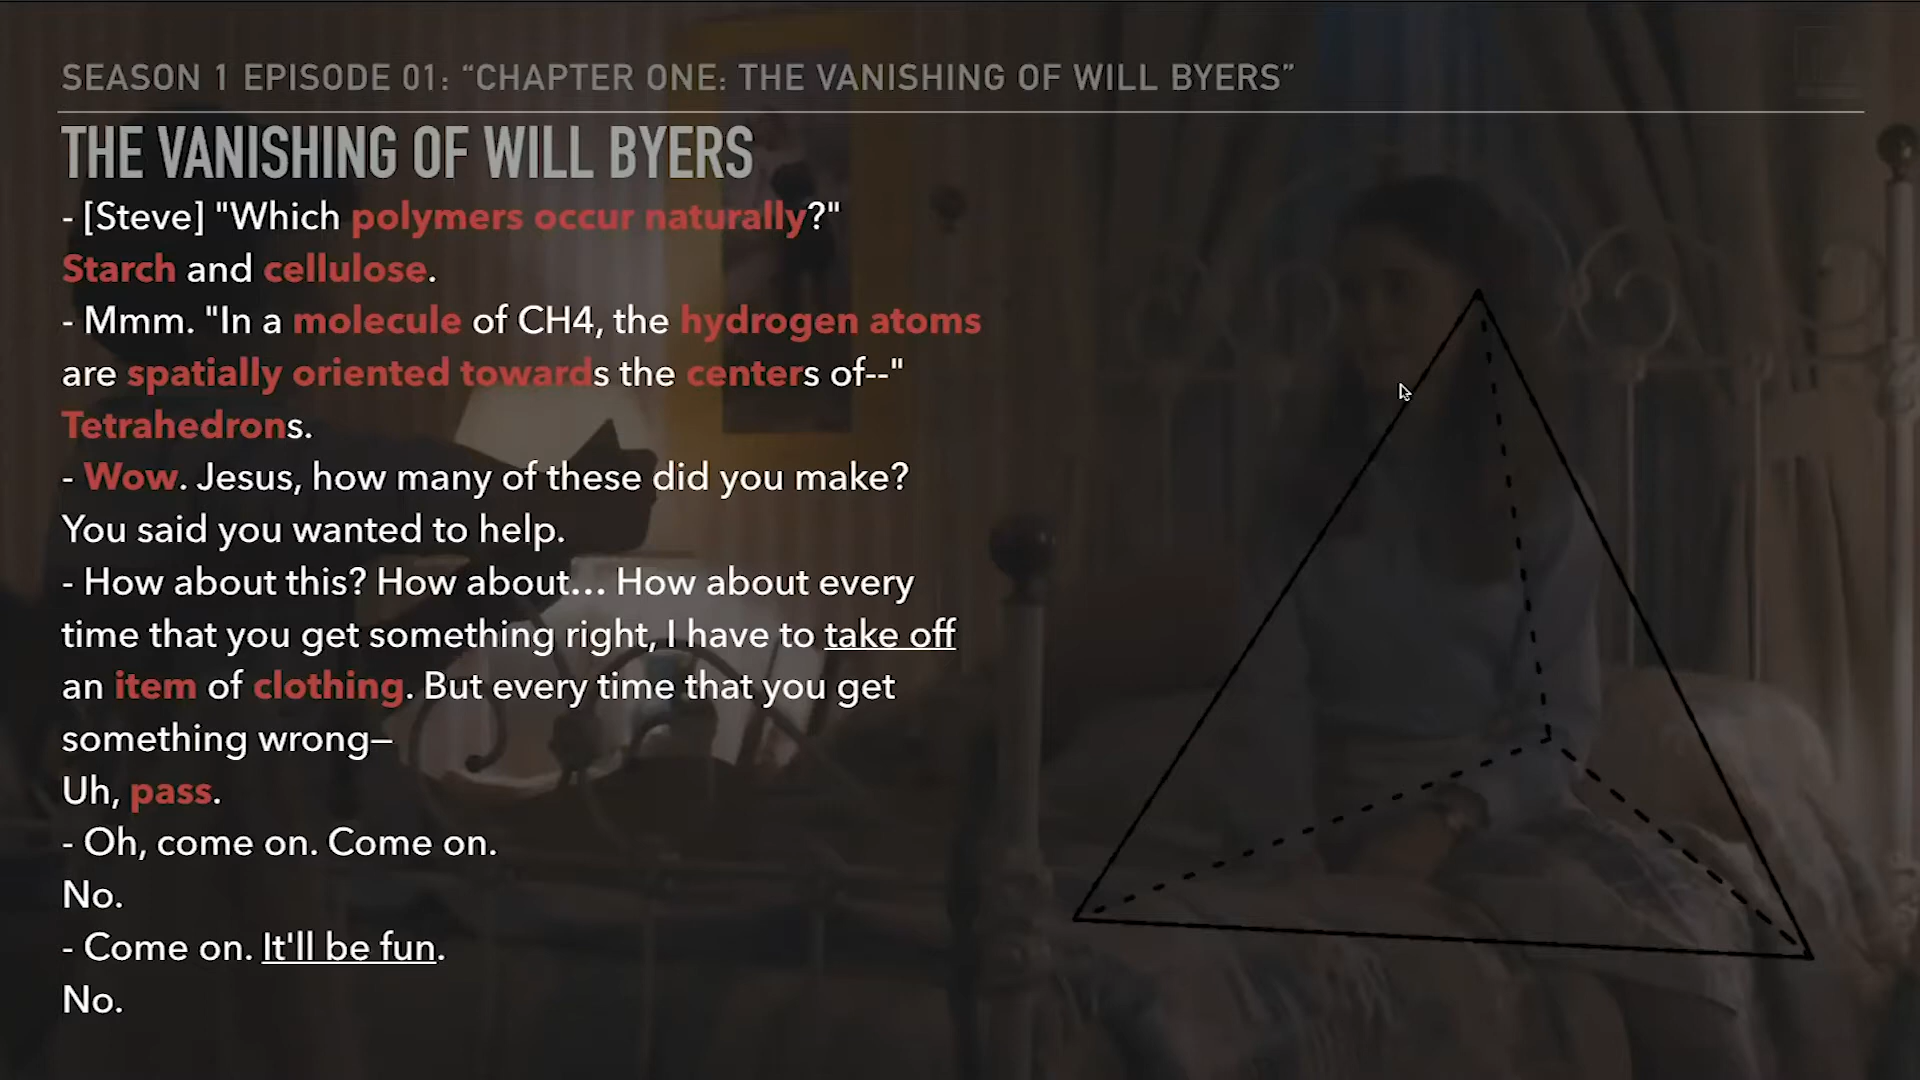 SEASON 1 EPISODE 01: “CHAPTER ONE: THE VANISHING OF WILL BYERS”
THE VANISHING OF WILL BYERS
- [Steve] "Which polymers occur naturally?"
Starch and cellulose.
- Mmm. "In a molecule of CH4, the hydrogen atoms
are spatially oriented towards the centers of--"
Tetrahedrons.
- Wow. Jesus, how many of these did you make?
You said you wanted to help.
- How about this? How about… How about every
time that you get something right, I have to take off
an item of clothing. But every time that you get
something wrong—
Uh, pass.
- Oh, come on. Come on.
No.
- Come on. It'll be fun.
No.